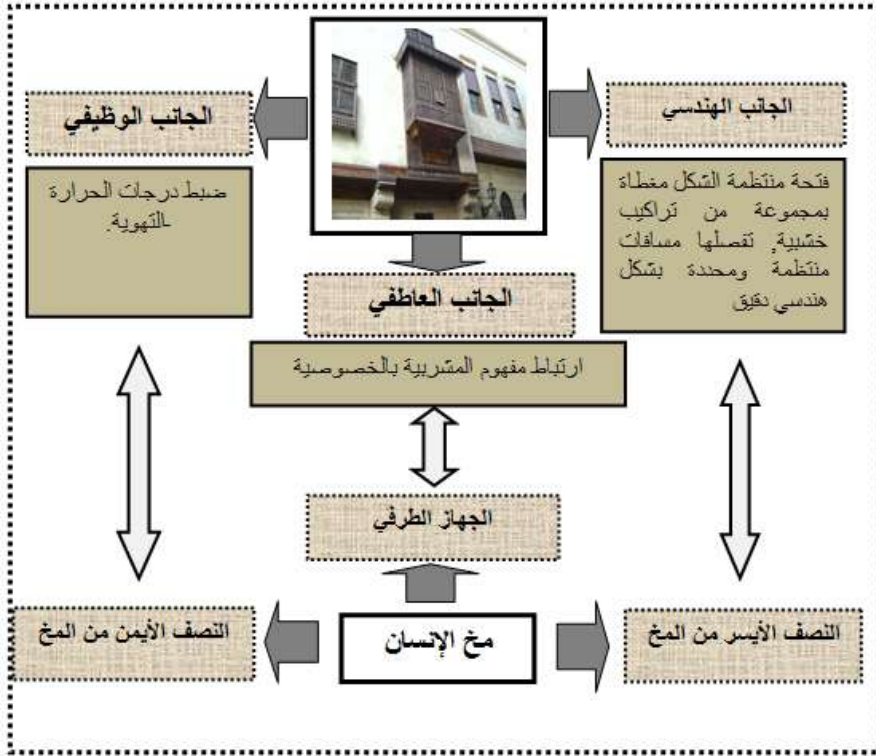 الجانب الهندسي
فتحة منتظمة الشكل مغطاة
بمجموعة من تراكيب
خشبية, تفصلها مسافات
منتظمة ومحددة بشكل
هندسي دقيق
الجانب الوظيفي
ضبط درجات الحرارة
-التهوية.
الجانب العاطفي
ارتباط مفهوم المشربية بالخصوصية
الجهاز الطرفي
النصف الأيسر من المخ
مخ الإنسان
النصف الأيمن من المخ